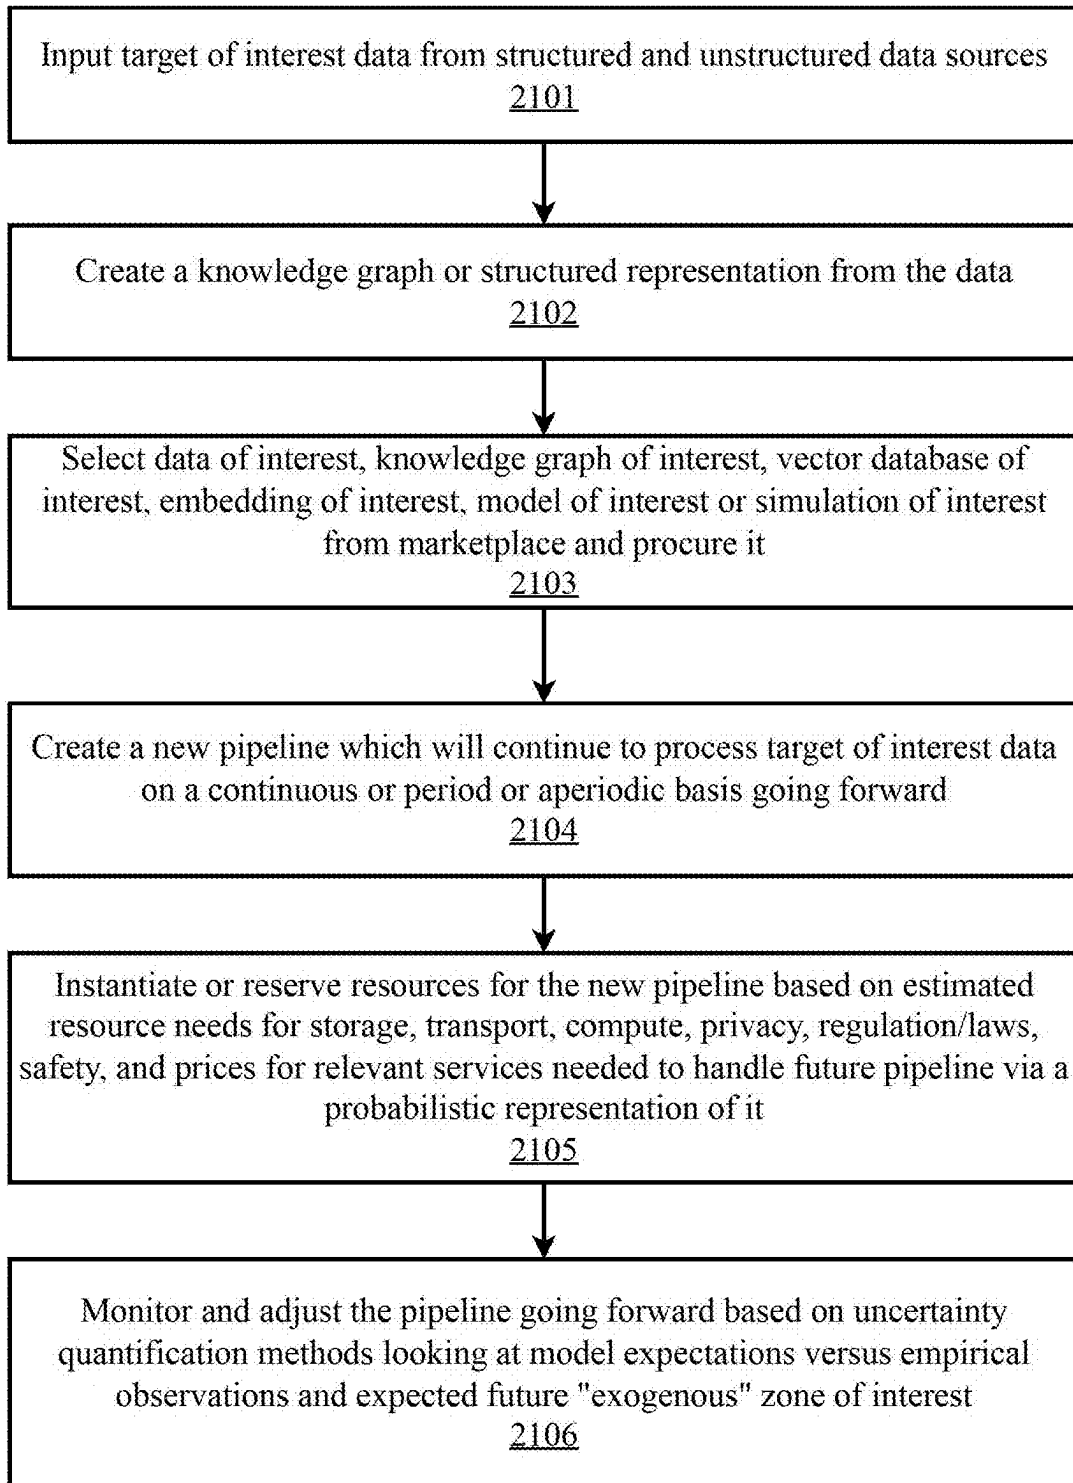 Input target of interest data from structured and unstructured data sources
2101
Create a knowledge graph or structured representation from the data
2102
Select data of interest, knowledge graph of interest, vector database of
interest, embedding of interest, model of interest or simulation of interest
from marketplace and procure it
2103
Create a new pipeline which will continue to process target of interest data
on a continuous or period or aperiodic basis going forward
2104
Instantiate or reserve resources for the new pipeline based on estimated
resource needs for storage, transport, compute, privacy, regulation/laws,
safety, and prices for relevant services needed to handle future pipeline via a
probabilistic representation of it
2105
Monitor and adjust the pipeline going forward based on uncertainty
quantification methods looking at model expectations versus empirical
observations and expected future "exogenous" zone of interest
2106